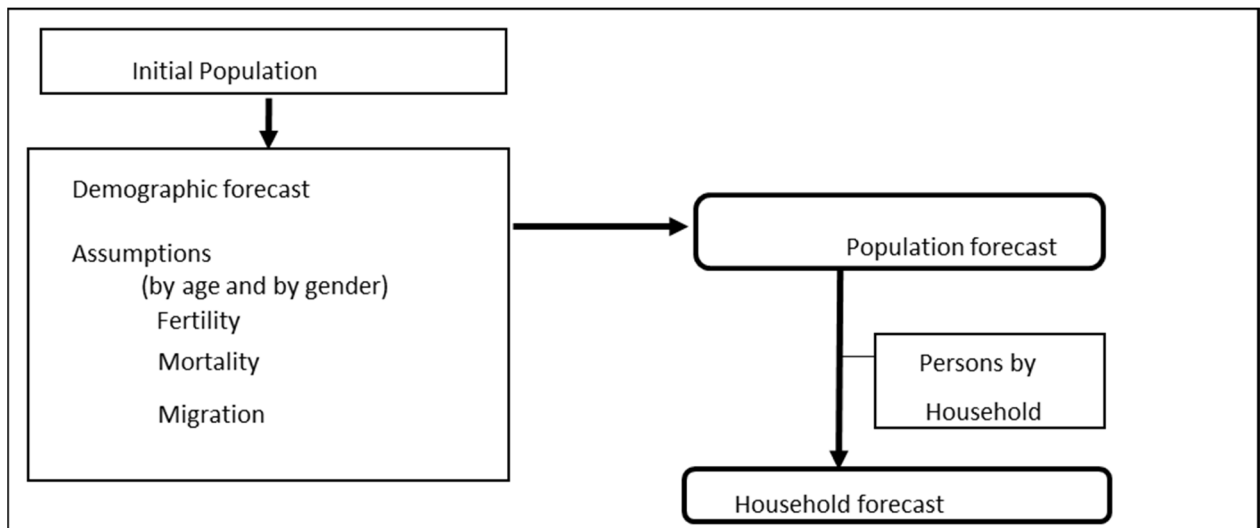 Initial Population
Demographic forecast
Assumptions
(by age and by gender)
Fertility
Mortality
Migration
Population forecast
Persons by
Household
Household forecast